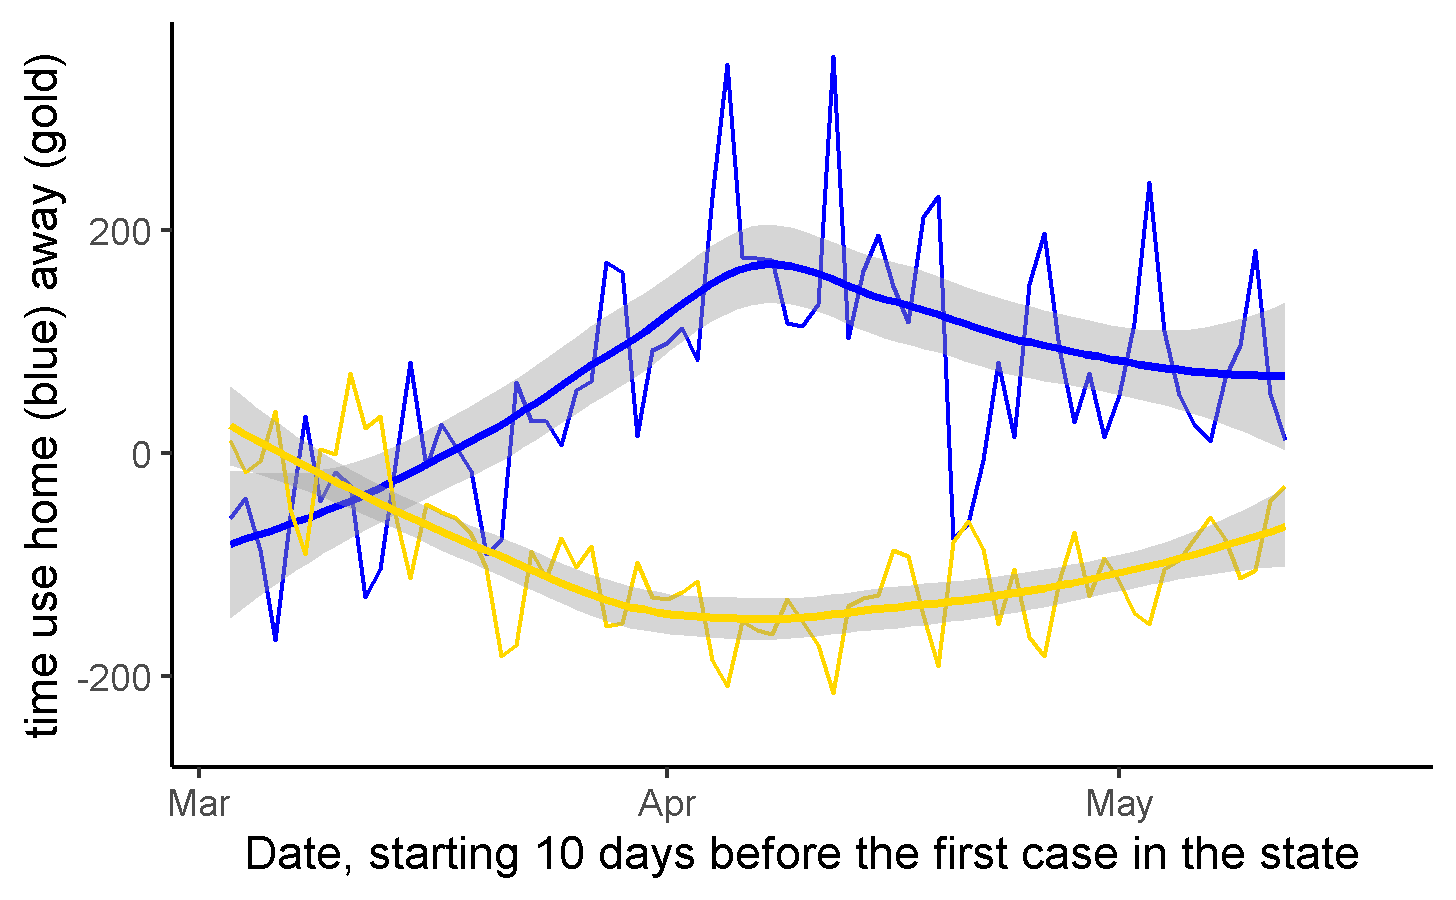 time use home (blue) away (gold)
200
0
-200
Mar
Apr
May
Date, starting 10 days before the first case in the state